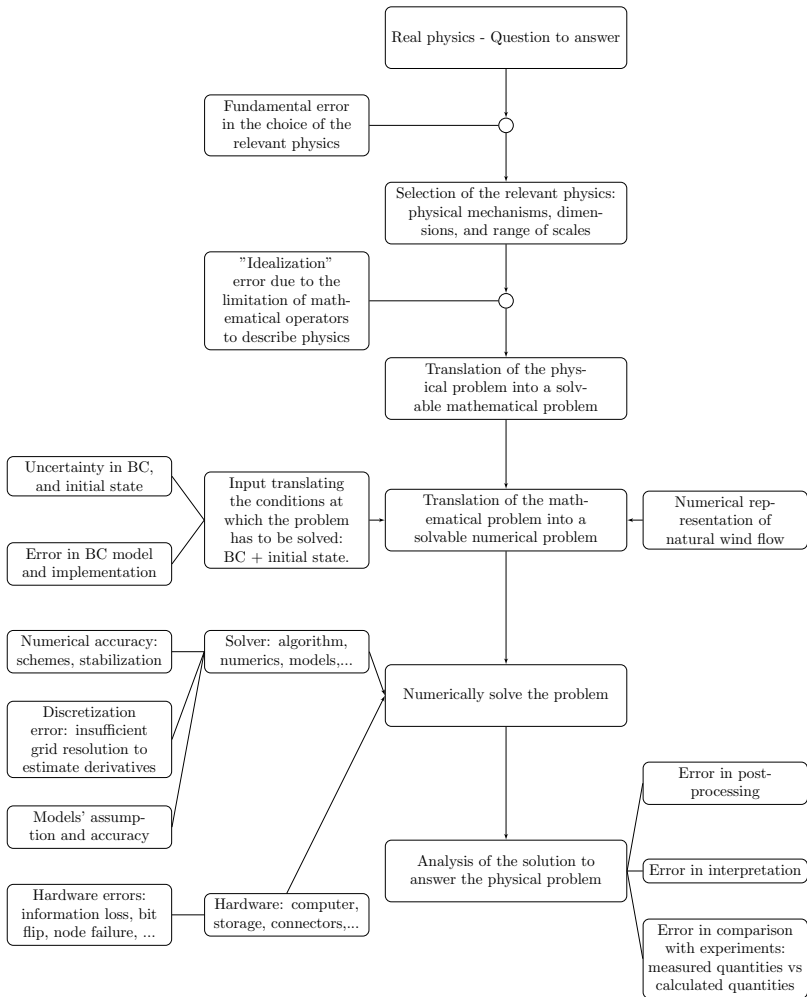 Real physics - Question to answer
Fundamental error
in the choice of the
relevant physics
Selection of the relevant physics:
physical mechanisms, dimen-
sions, and range of scales
”Idealization”
error due to the
limitation of math-
ematical operators
to describe physics
Translation of the phys-
ical problem into a solv-
able mathematical problem
Uncertainty in BC,
and initial state
Error in BC model
and implementation
Input translating
the conditions at
which the problem
has to be solved:
BC + initial state.
Translation of the math-
ematical problem into a
solvable numerical problem
Numerical rep-
resentation of
natural wind flow
Numerical accuracy:
schemes, stabilization
Solver: algorithm,
numerics, models,...
Discretization
error: insufficient
grid resolution to
estimate derivatives
Numerically solve the problem
Models' assump-
tion and accuracy
Hardware errors:
information loss, bit
flip, node failure, ...
Hardware: computer,
storage, connectors,...
Analysis of the solution to
answer the physical problem
Error in post-
processing
Error in interpretation
Error in comparison
with experiments:
measured quantities vs
calculated quantities